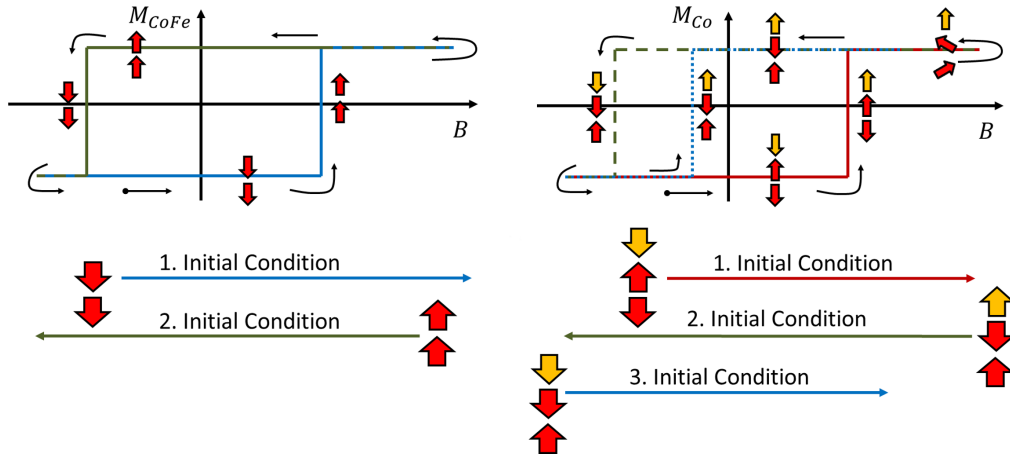 M_CoFe
B
M_Co
B
1. Initial Condition
2. Initial Condition
1. Initial Condition
2. Initial Condition
3. Initial Condition